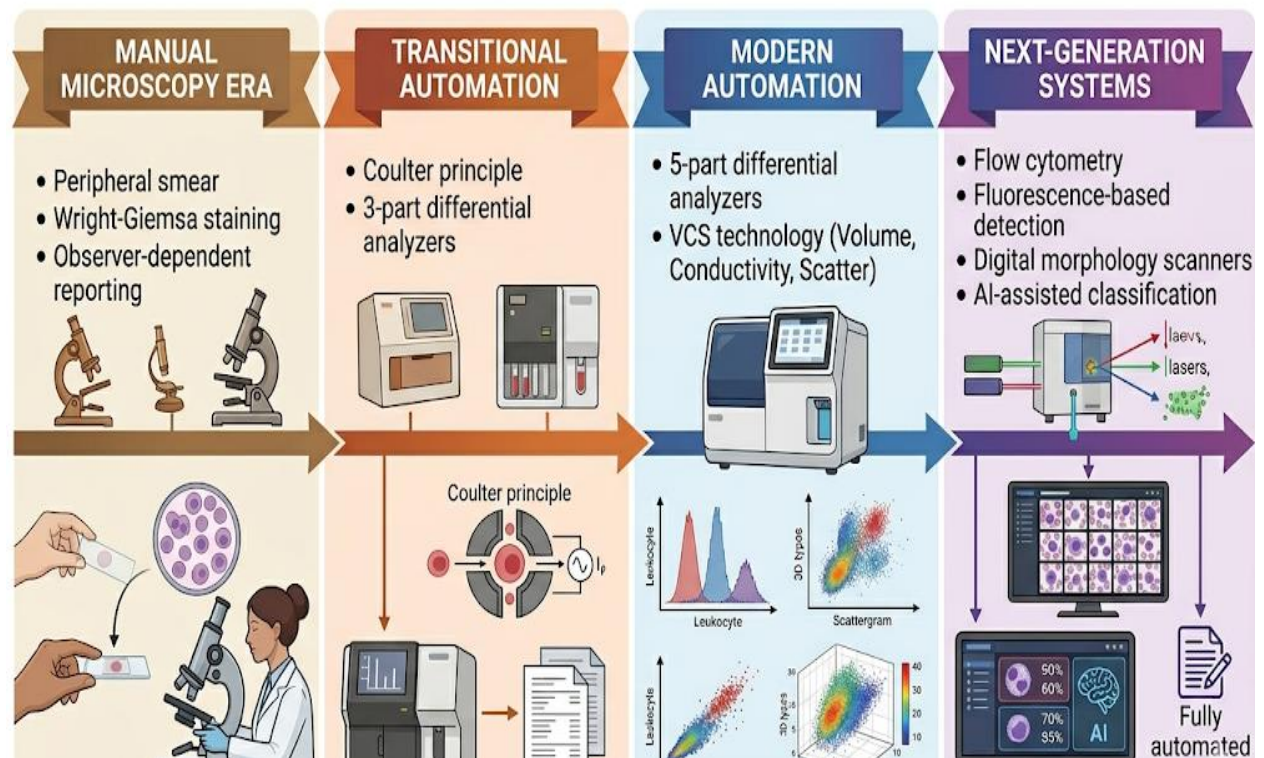 MANUAL
MICROSCOPY ERA
• Peripheral smear
• Wright-Giemsa staining
• Observer-dependent
reporting
TRANSITIONAL
AUTOMATION
• Coulter principle
• 3-part differential
analyzers
Coulter principle
MODERN
AUTOMATION
• 5-part differential
analyzers
• VCS technology (Volume,
Conductivity, Scatter)
Leukocyte
Leukocyte
3D types
Scattergram
Leukocyte
3D types
40
30
20
10
10
NEXT-GENERATION
SYSTEMS
• Flow cytometry
• Fluorescence-based
detection
• Digital morphology scanners
• AI-assisted classification
lasers,
90%
60%
70%
95%
AI
Fully
automated